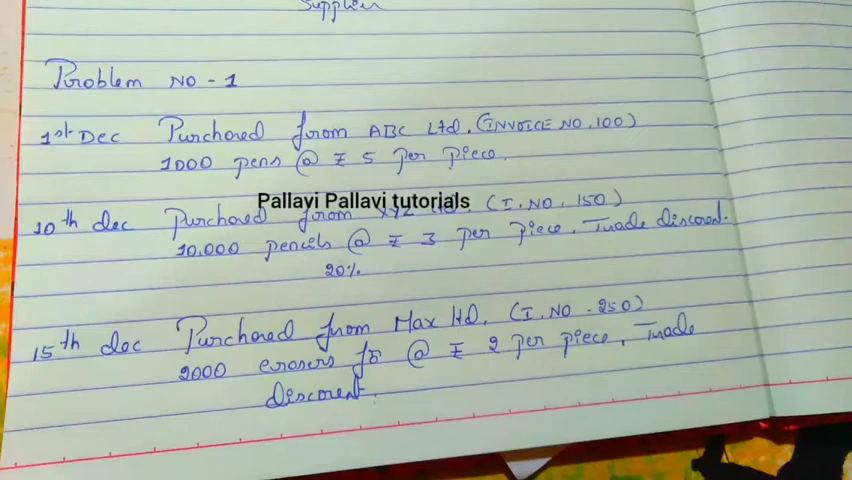 Supplier
Problem NO - 1
1st Dec Purchased from ABC Ltd. (INVOICE NO. 100)
1000 pens @ ₹ 5 per piece.
Pallavi Pallavi tutorials
10th dec Purchased from XYZ Ltd. (I. NO. 150)
10.000 pencils @ ₹ 3 per piece, Trade discount.
20%
15th dec Purchased from Max Ltd. (I. NO - 250)
2000 erasers @ ₹ 2 per piece, Trade
discount.